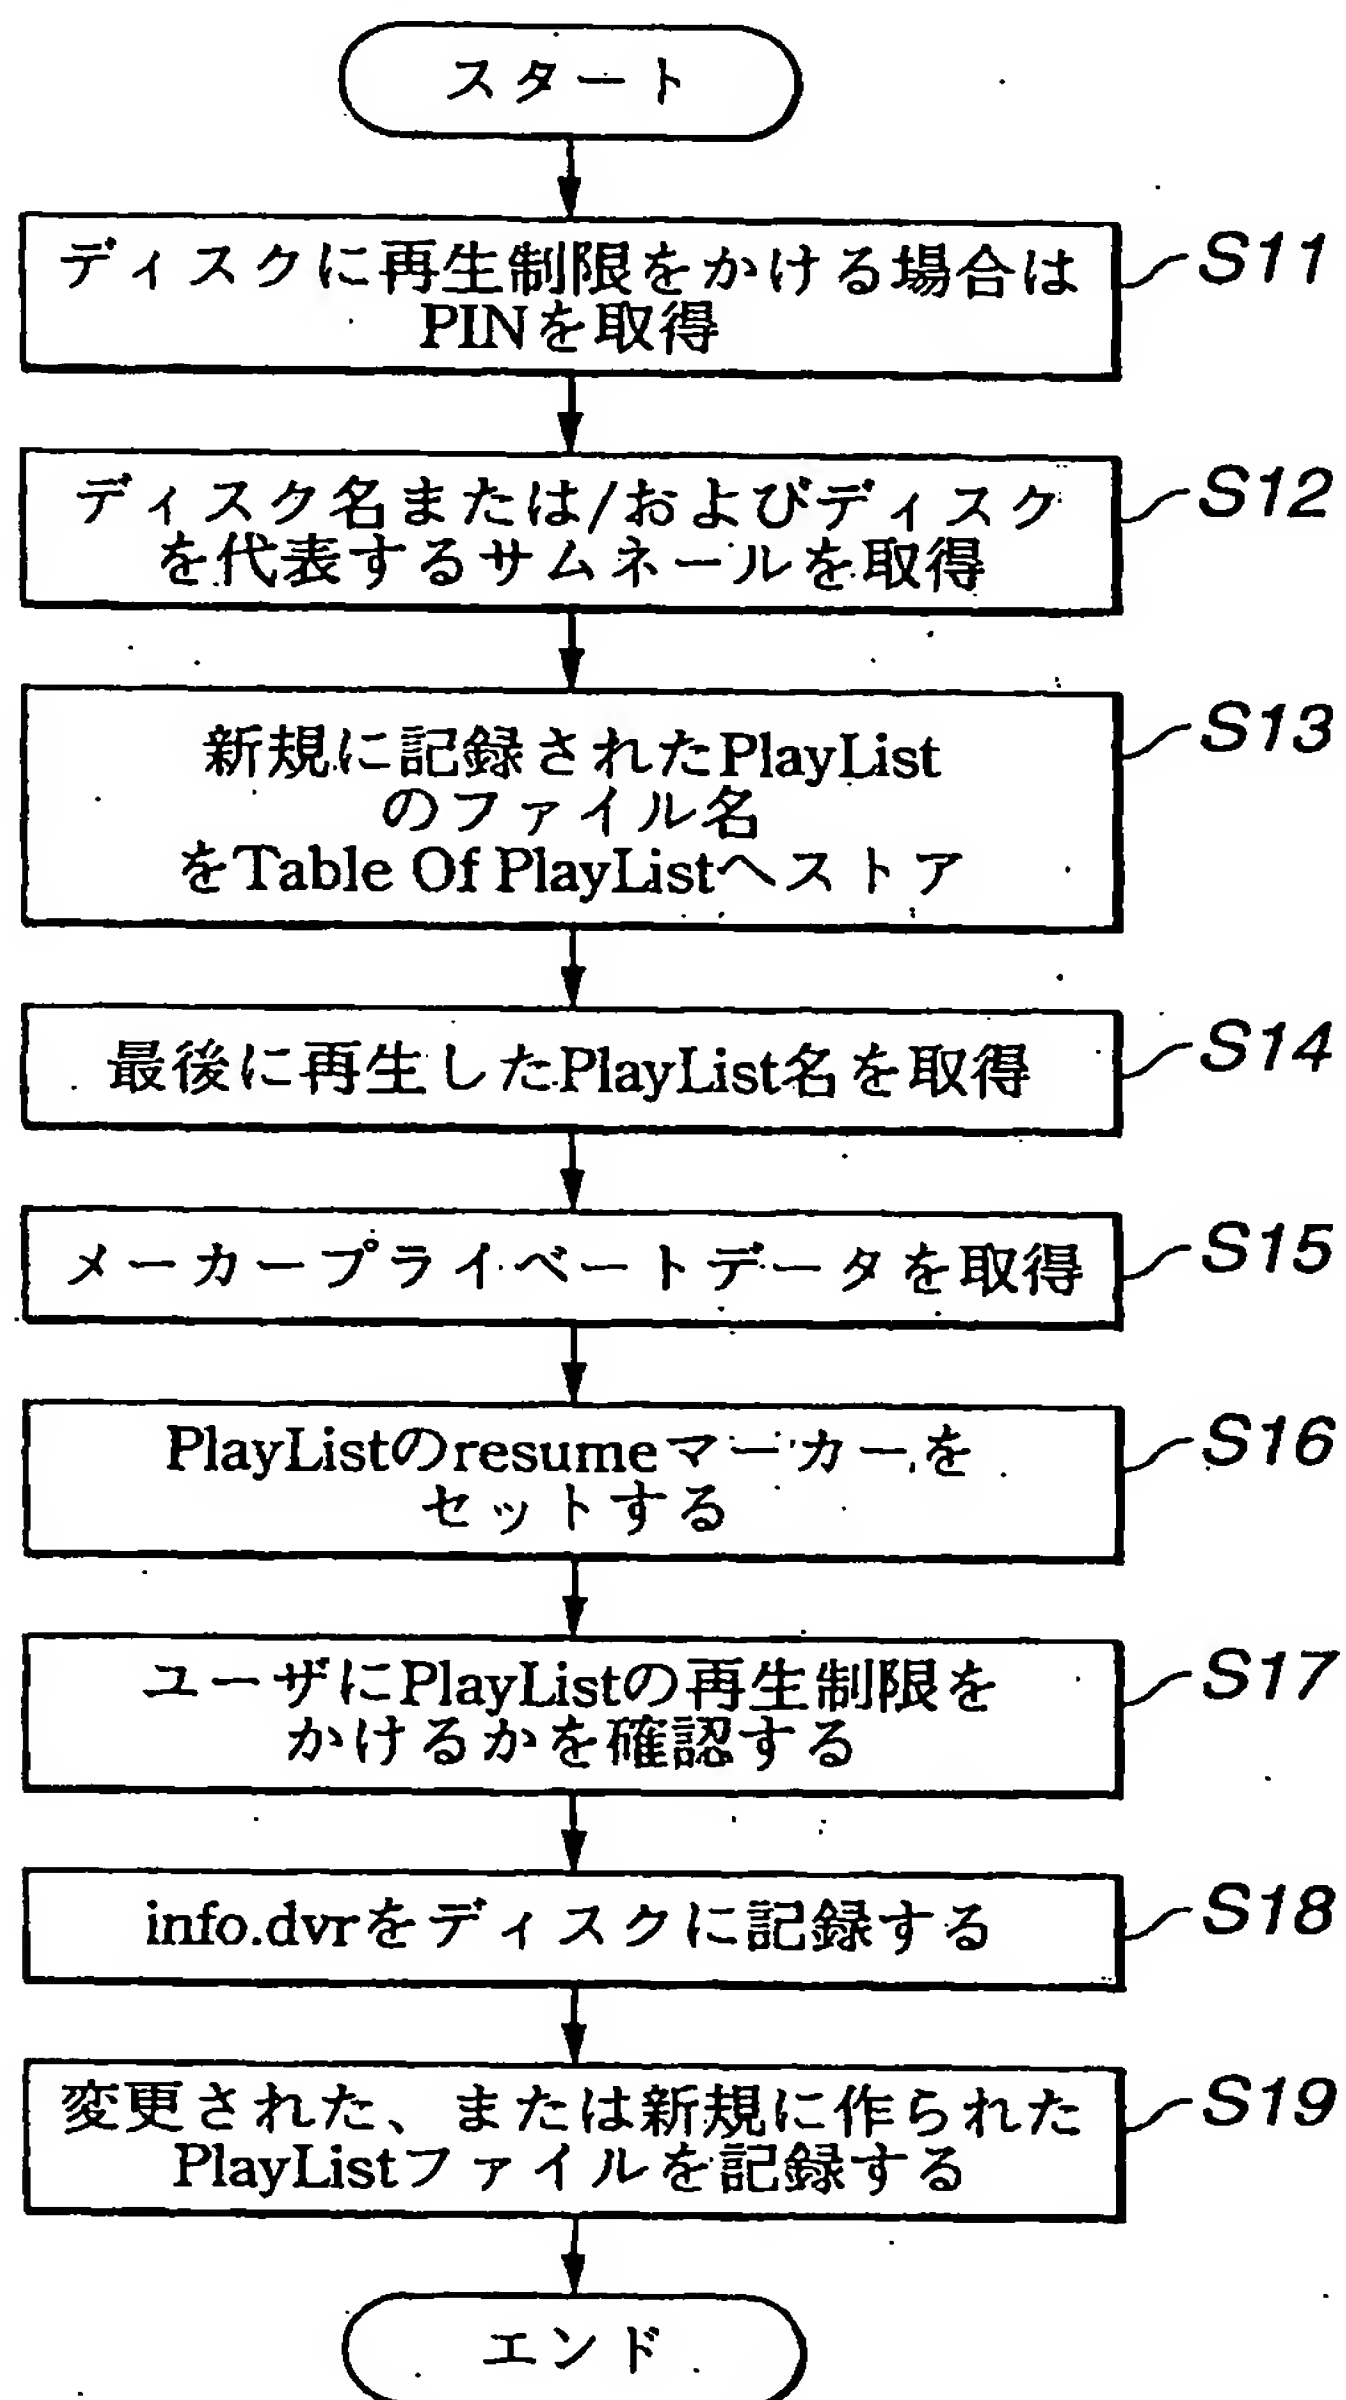 スタート
ディスクに再生制限をかける場合は
PINを取得
S11
ディスク名または/およびディスク
を代表するサムネールを取得
S12
新規に記録されたPlayList
のファイル名
をTable Of PlayListへストア
S13
最後に再生したPlayList名を取得
S14
メーカープライベートデータを取得
S15
PlayListのresumeマーカーを
セットする
S16
ユーザにPlayListの再生制限を
かけるかを確認する
S17
info.dvrをディスクに記録する
S18
変更された、または新規に作られた
PlayListファイルを記録する
S19
エンド